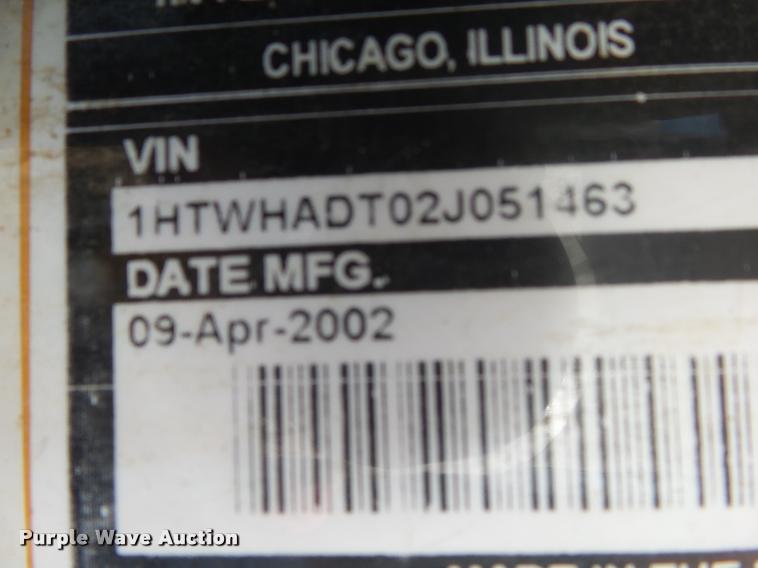 CHICAGO, ILLINOIS
VIN
1HTWHADT02J051463
DATE MFG.
09-Apr-2002
Purple Wave Auction